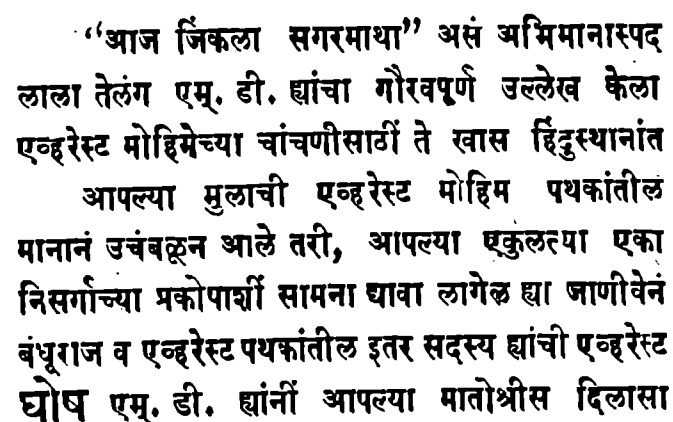 “आज जिंकला सगरमाथा” असं अभिमानास्पद
लाला तेलंग एम्. डी. ह्यांचा गौरवपूर्ण उल्लेख केला
एव्हरेस्ट मोहिमेच्या चांचणीसाठीं ते खास हिंदुस्थानांत
आपल्या मुलाची एव्हरेस्ट मोहिम पथकांतील
मानानं उचंबळून आले तरी, आपल्या एकुलत्या एका
निसर्गाच्या प्रकोपाशीं सामना द्यावा लागेल ह्या जाणीवेनं
बंधूराज व एव्हरेस्ट पथकांतील इतर सदस्य ह्यांची एव्हरेस्ट
घोष एम्. डी. ह्यांनीं आपल्या मातोश्रीस दिलासा